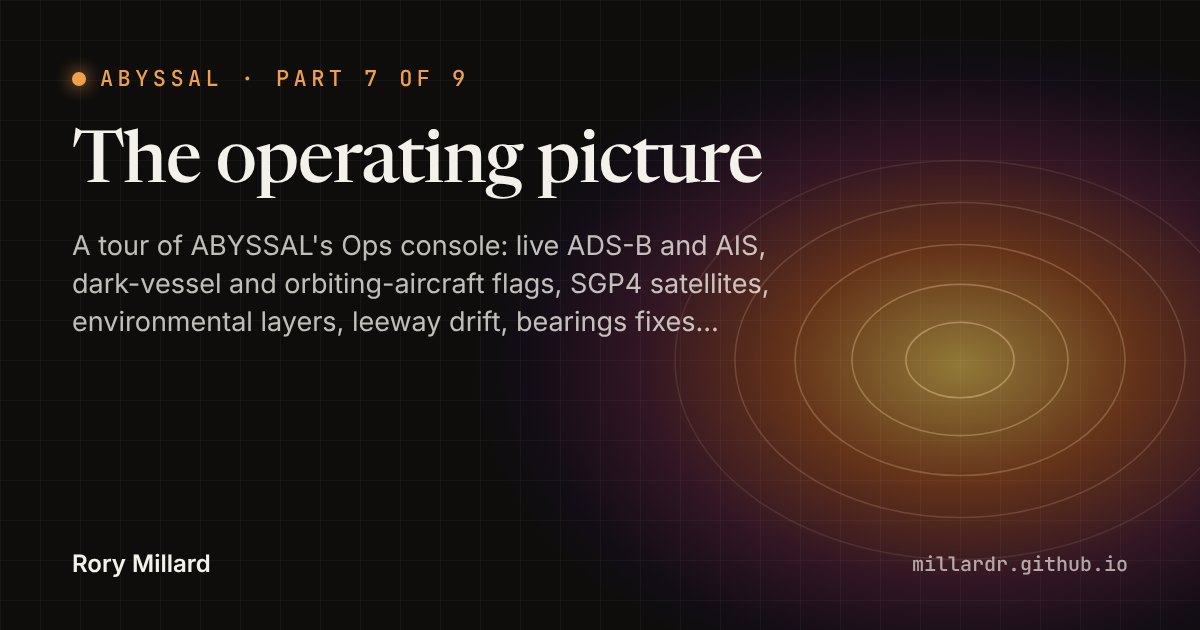 ABYSSAL · PART 7 OF 9
The operating picture
A tour of ABYSSAL's Ops console: live ADS-B and AIS,
dark-vessel and orbiting-aircraft flags, SGP4 satellites,
environmental layers, leeway drift, bearings fixes…
Rory Millard
millardr.github.io